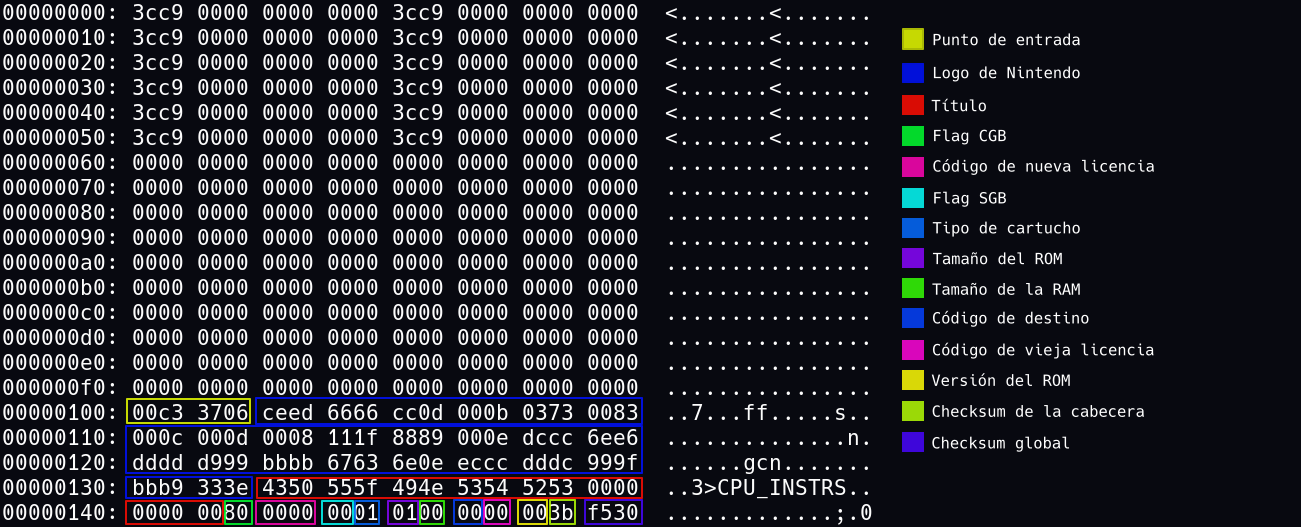 00000000: 3cc9 0000 0000 0000 3cc9 0000 0000 0000 <.......<.......
00000010: 3cc9 0000 0000 0000 3cc9 0000 0000 0000 <.......<.......
00000020: 3cc9 0000 0000 0000 3cc9 0000 0000 0000 <.......<.......
00000030: 3cc9 0000 0000 0000 3cc9 0000 0000 0000 <.......<.......
00000040: 3cc9 0000 0000 0000 3cc9 0000 0000 0000 <.......<.......
00000050: 3cc9 0000 0000 0000 3cc9 0000 0000 0000 <.......<.......
00000060: 0000 0000 0000 0000 0000 0000 0000 0000 ................
00000070: 0000 0000 0000 0000 0000 0000 0000 0000 ................
00000080: 0000 0000 0000 0000 0000 0000 0000 0000 ................
00000090: 0000 0000 0000 0000 0000 0000 0000 0000 ................
000000a0: 0000 0000 0000 0000 0000 0000 0000 0000 ................
000000b0: 0000 0000 0000 0000 0000 0000 0000 0000 ................
000000c0: 0000 0000 0000 0000 0000 0000 0000 0000 ................
000000d0: 0000 0000 0000 0000 0000 0000 0000 0000 ................
000000e0: 0000 0000 0000 0000 0000 0000 0000 0000 ................
000000f0: 0000 0000 0000 0000 0000 0000 0000 0000 ................
00000100: 00c3 3706 ceed 6666 cc0d 000b 0373 0083 ..7...ff.....s..
00000110: 000c 000d 0008 111f 8889 000e dccc 6ee6 ..............n.
00000120: dddd d999 bbbb 6763 6e0e eccc dddc 999f ......gcn.......
00000130: bbb9 333e 4350 555f 494e 5354 5253 0000 ..3>CPU_INSTRS..
00000140: 0000 0080 0000 0001 0100 0000 003b f530 .............;.0
Punto de entrada
Logo de Nintendo
Título
Flag CGB
Código de nueva licencia
Flag SGB
Tipo de cartucho
Tamaño del ROM
Tamaño de la RAM
Código de destino
Código de vieja licencia
Versión del ROM
Checksum de la cabecera
Checksum global